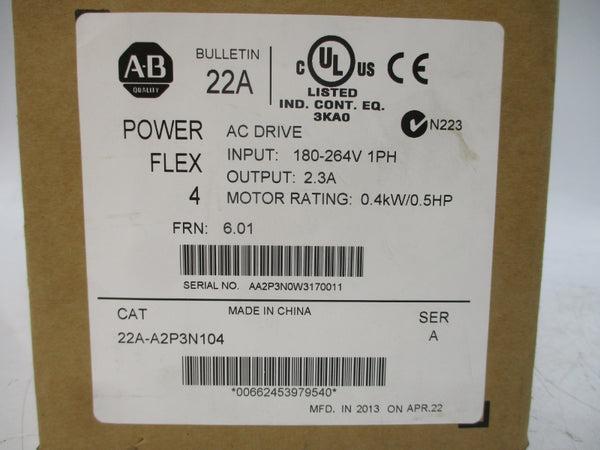 A-B
QUALITY
BULLETIN
22A
C UL US CE
LISTED
IND. CONT. EQ.
3KA0
N223
POWER
FLEX
4
AC DRIVE
INPUT: 180-264V 1PH
OUTPUT: 2.3A
MOTOR RATING: 0.4kW/0.5HP
FRN: 6.01
SERIAL NO. AA2P3N0W3170011
CAT
MADE IN CHINA
SER
22A-A2P3N104
A
*00662453979540*
MFD. IN 2013 ON APR.22